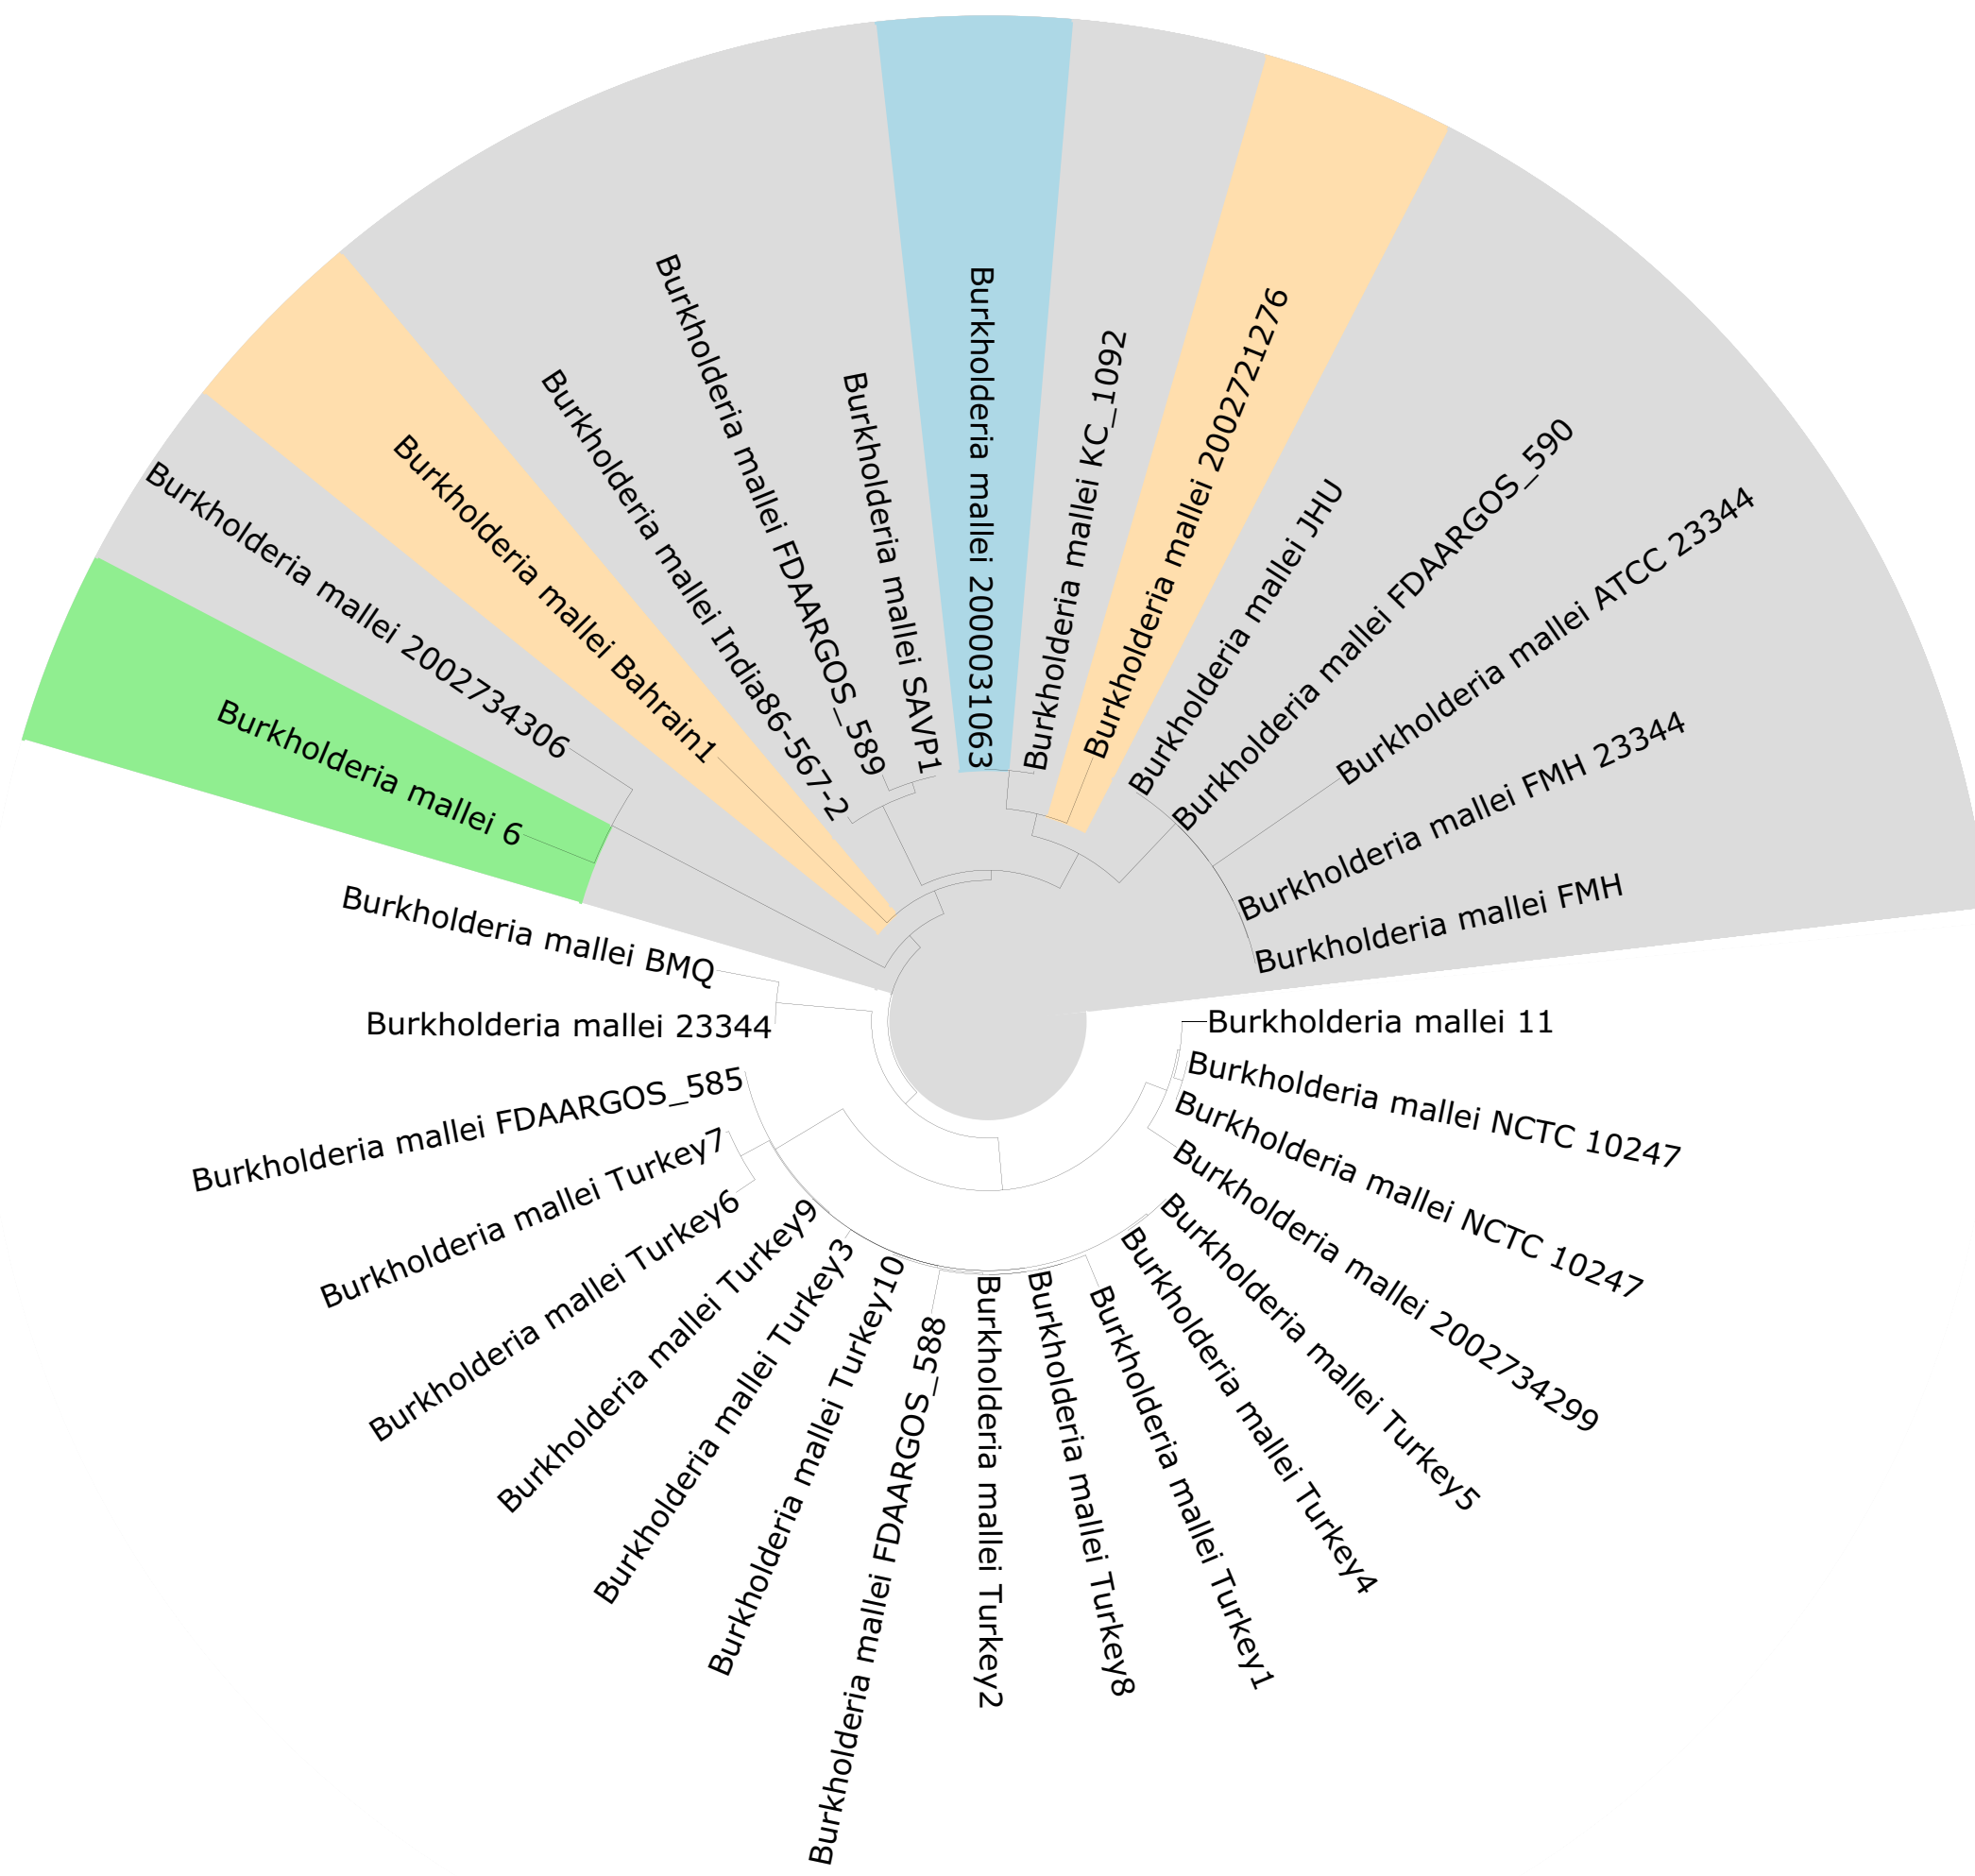 Burkholderia mallei 6
Burkholderia mallei 2002734306
Burkholderia mallei Bahrain1
Burkholderia mallei India86-567-2
Burkholderia mallei FDAARGOS_589
Burkholderia mallei SAVP1
Burkholderia mallei 2000031063
Burkholderia mallei KC_1092
Burkholderia mallei 2002721276
Burkholderia mallei JHU
Burkholderia mallei FDAARGOS_590
Burkholderia mallei ATCC 23344
Burkholderia mallei FMH 23344
Burkholderia mallei FMH
Burkholderia mallei 11
Burkholderia mallei NCTC 10247
Burkholderia mallei NCTC 10247
Burkholderia mallei 2002734299
Burkholderia mallei Turkey5
Burkholderia mallei Turkey4
Burkholderia mallei Turkey1
Burkholderia mallei Turkey8
Burkholderia mallei Turkey2
Burkholderia mallei FDAARGOS_588
Burkholderia mallei Turkey10
Burkholderia mallei Turkey3
Burkholderia mallei Turkey9
Burkholderia mallei Turkey6
Burkholderia mallei Turkey7
Burkholderia mallei FDAARGOS_585
Burkholderia mallei 23344
Burkholderia mallei BMQ